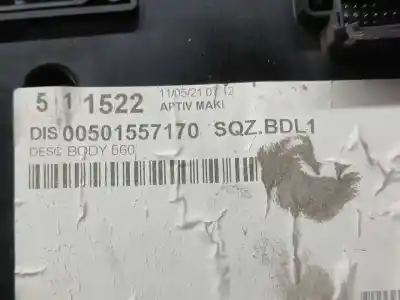 5 1 1522 11/05/21 07:12
APTIV MAKI
DIS 00501557170 SQZ.BDL1
DESC BODY 560